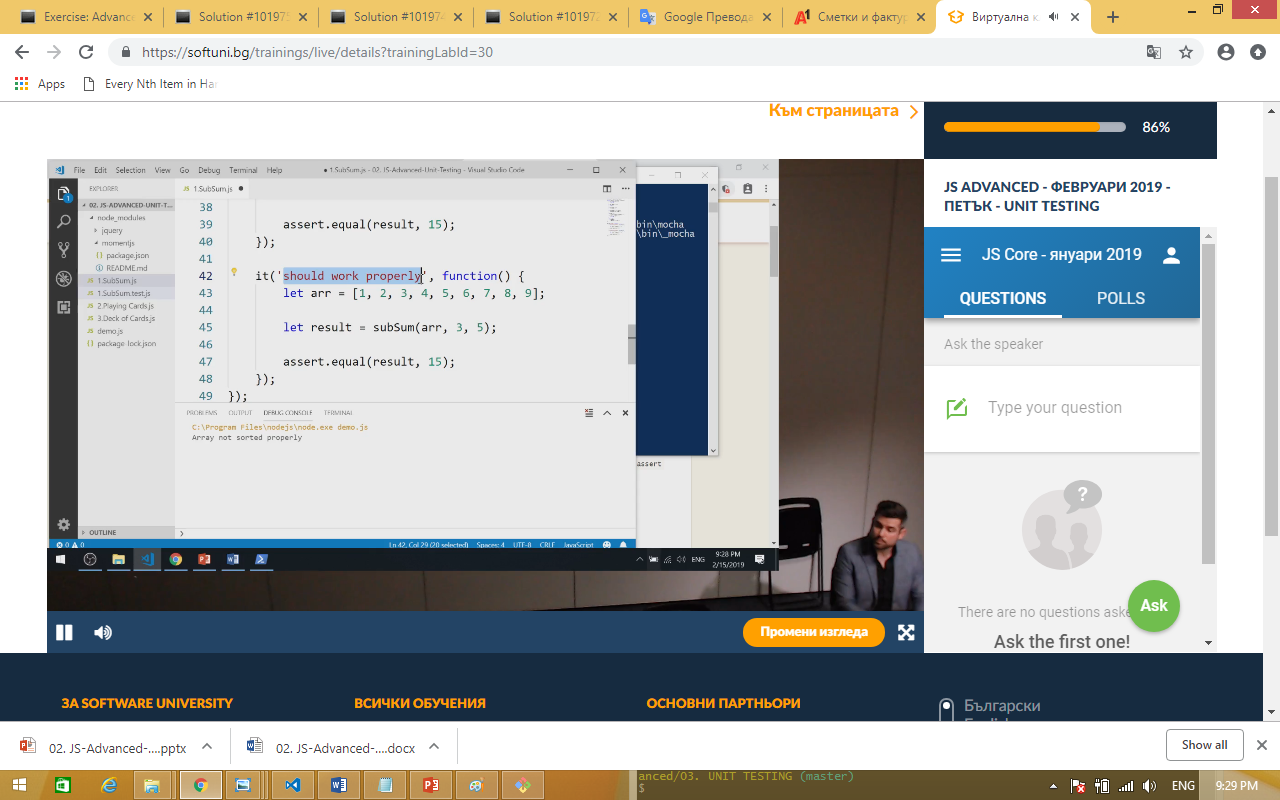 Exercise: Advance
Solution #10197
Solution #10197
Solution #10197
Google Превода
Сметки и фактур
Виртуална к
https://softuni.bg/trainings/live/details?trainingLabId=30
Apps
Every Nth Item in Har
Към страницата
86%
JS ADVANCED - ФЕВРУАРИ 2019 -
ПЕТЪК - UNIT TESTING
JS Core - януари 2019
QUESTIONS
POLLS
Ask the speaker
Type your question
There are no questions aske
Ask
Ask the first one!
File Edit Selection View Go Debug Terminal Help
1.SubSum.js - 02. JS-Advanced-Unit-Testing - Visual Studio Code
EXPLORER
02. JS-ADVANCED-UNIT-T...
node_modules
jquery
momentjs
package.json
README.md
1.SubSum.js
1.SubSum.test.js
2.Playing Cards.js
3.Deck of Cards.js
demo.js
package-lock.json
OUTLINE
1.SubSum.js
38
39 assert.equal(result, 15);
40 });
41
42 it('should work properly', function() {
43 let arr = [1, 2, 3, 4, 5, 6, 7, 8, 9];
44
45 let result = subSum(arr, 3, 5);
46
47 assert.equal(result, 15);
48 });
49 });
PROBLEMS OUTPUT DEBUG CONSOLE TERMINAL
C:\Program Files\nodejs\node.exe demo.js
Array not sorted properly
0 0
Ln 42, Col 29 (20 selected) Spaces: 4 UTF-8 CRLF JavaScript
bin\mocha
\bin\_mocha
assert
ENG
9:28 PM
2/15/2019
Промени изгледа
ЗА SOFTWARE UNIVERSITY
ВСИЧКИ ОБУЧЕНИЯ
ОСНОВНИ ПАРТНЬОРИ
Български
02. JS-Advanced-....pptx
02. JS-Advanced-....docx
Show all
anced/03. UNIT TESTING (master)
$
ENG
9:29 PM